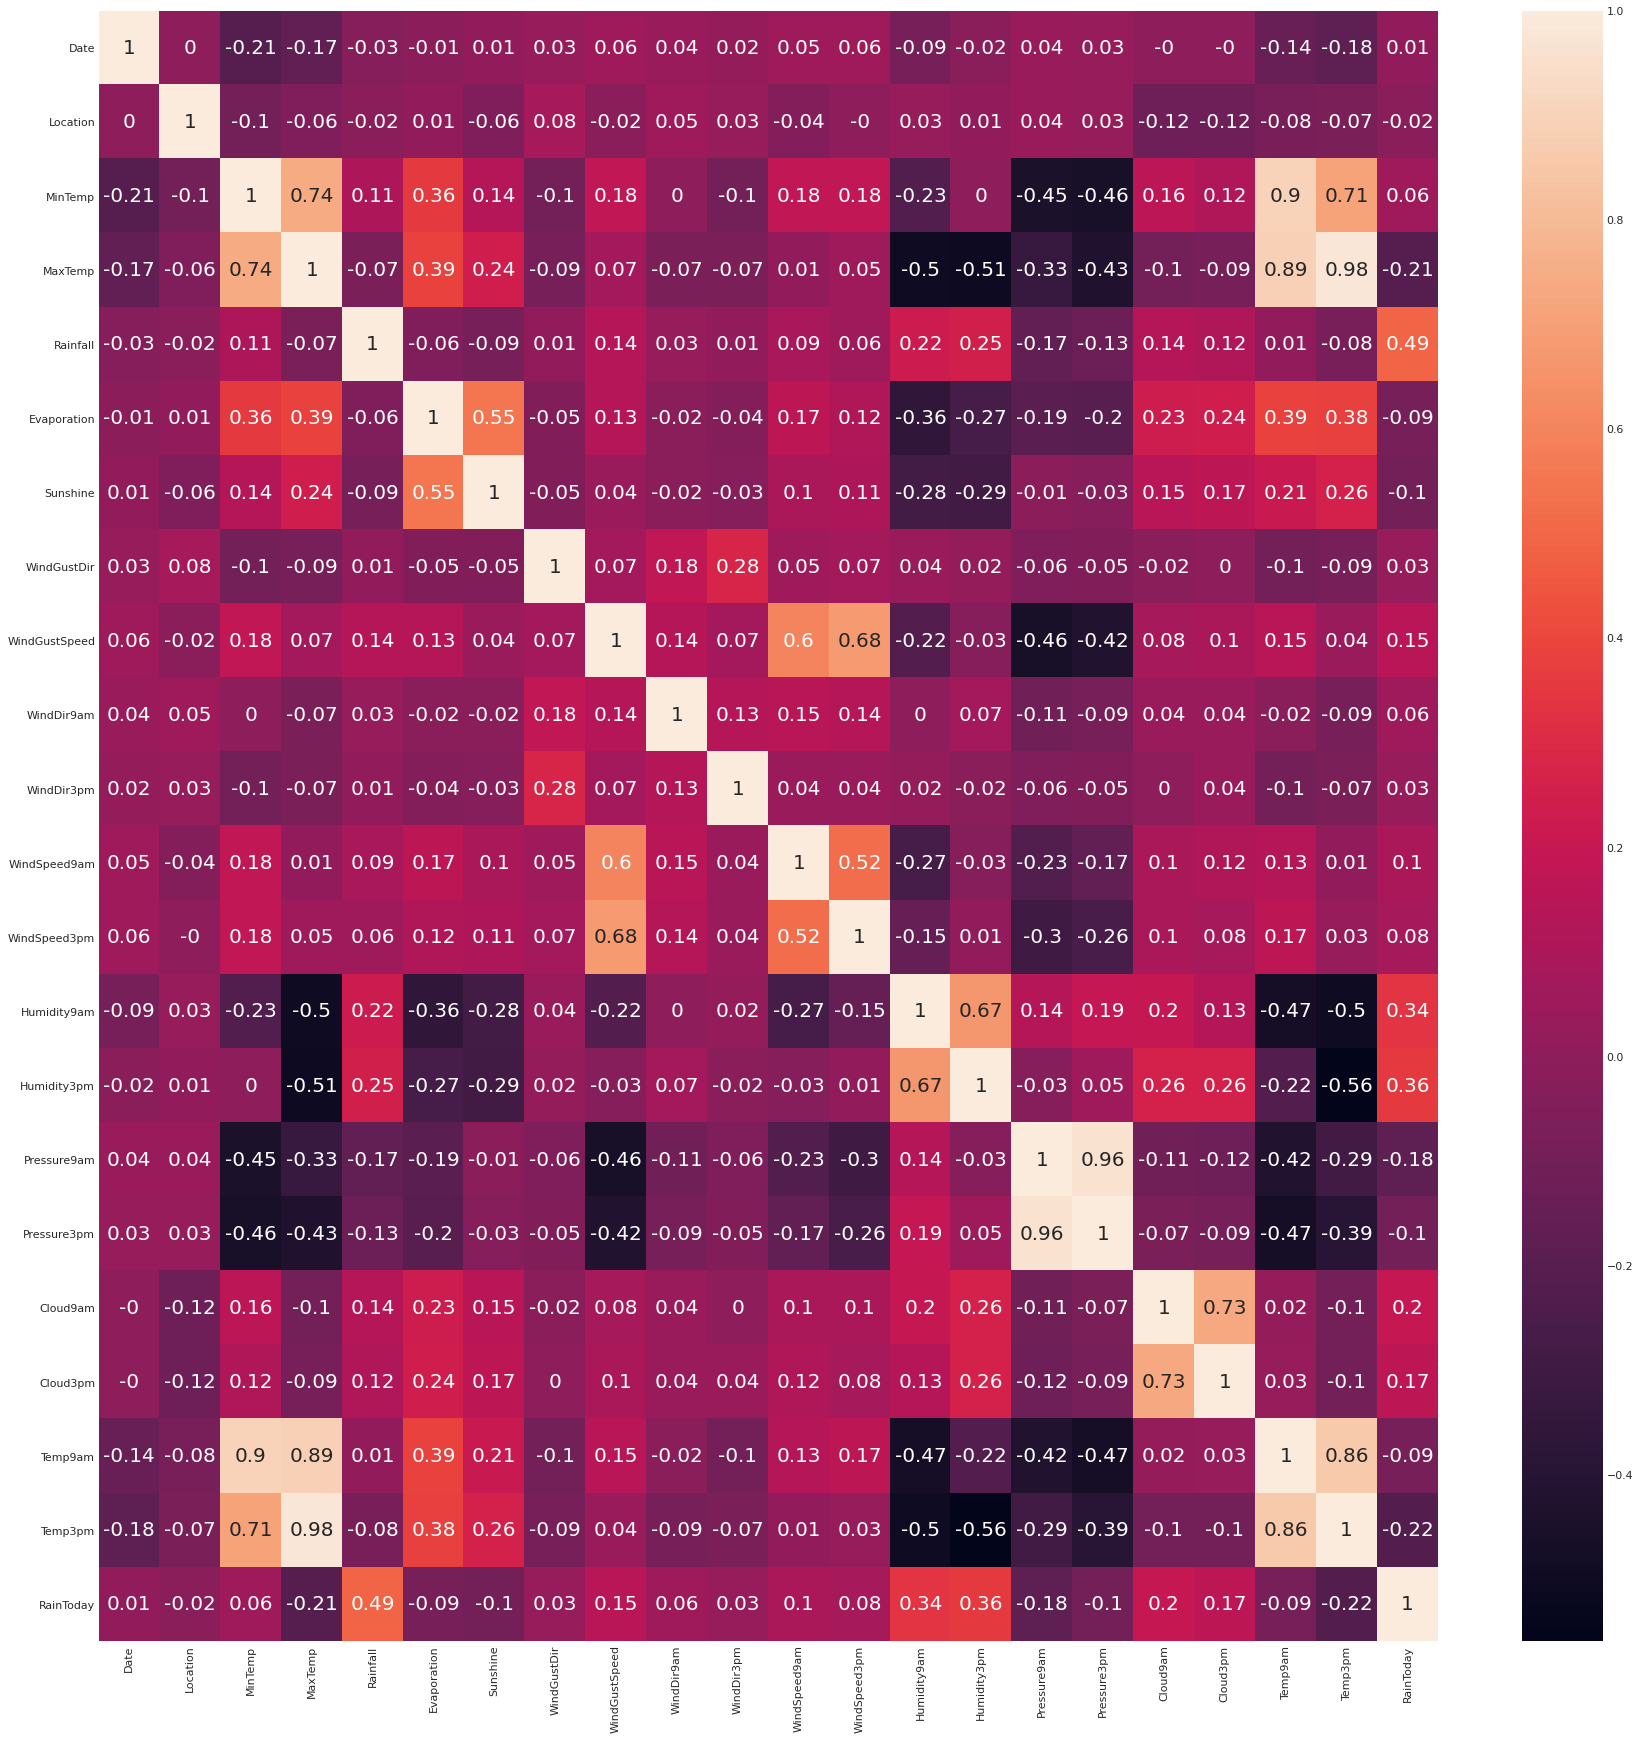 Date 1 0 -0.21 -0.17 -0.03 -0.01 0.01 0.03 0.06 0.04 0.02 0.05 0.06 -0.09 -0.02 0.04 0.03 -0 -0 -0.14 -0.18 0.01 1.0
Location 0 1 -0.1 -0.06 -0.02 0.01 -0.06 0.08 -0.02 0.05 0.03 -0.04 -0 0.03 0.01 0.04 0.03 -0.12 -0.12 -0.08 -0.07 -0.02
MinTemp -0.21 -0.1 1 0.74 0.11 0.36 0.14 -0.1 0.18 0 -0.1 0.18 0.18 -0.23 0 -0.45 -0.46 0.16 0.12 0.9 0.71 0.06 0.8
MaxTemp -0.17 -0.06 0.74 1 -0.07 0.39 0.24 -0.09 0.07 -0.07 -0.07 0.01 0.05 -0.5 -0.51 -0.33 -0.43 -0.1 -0.09 0.89 0.98 -0.21
Rainfall -0.03 -0.02 0.11 -0.07 1 -0.06 -0.09 0.01 0.14 0.03 0.01 0.09 0.06 0.22 0.25 -0.17 -0.13 0.14 0.12 0.01 -0.08 0.49
Evaporation -0.01 0.01 0.36 0.39 -0.06 1 0.55 -0.05 0.13 -0.02 -0.04 0.17 0.12 -0.36 -0.27 -0.19 -0.2 0.23 0.24 0.39 0.38 -0.09 0.6
Sunshine 0.01 -0.06 0.14 0.24 -0.09 0.55 1 -0.05 0.04 -0.02 -0.03 0.1 0.11 -0.28 -0.29 -0.01 -0.03 0.15 0.17 0.21 0.26 -0.1
WindGustDir 0.03 0.08 -0.1 -0.09 0.01 -0.05 -0.05 1 0.07 0.18 0.28 0.05 0.07 0.04 0.02 -0.06 -0.05 -0.02 0 -0.1 -0.09 0.03
WindGustSpeed 0.06 -0.02 0.18 0.07 0.14 0.13 0.04 0.07 1 0.14 0.07 0.6 0.68 -0.22 -0.03 -0.46 -0.42 0.08 0.1 0.15 0.04 0.15 0.4
WindDir9am 0.04 0.05 0 -0.07 0.03 -0.02 -0.02 0.18 0.14 1 0.13 0.15 0.14 0 0.07 -0.11 -0.09 0.04 0.04 -0.02 -0.09 0.06
WindDir3pm 0.02 0.03 -0.1 -0.07 0.01 -0.04 -0.03 0.28 0.07 0.13 1 0.04 0.04 0.02 -0.02 -0.06 -0.05 0 0.04 -0.1 -0.07 0.03
WindSpeed9am 0.05 -0.04 0.18 0.01 0.09 0.17 0.1 0.05 0.6 0.15 0.04 1 0.52 -0.27 -0.03 -0.23 -0.17 0.1 0.12 0.13 0.01 0.1 0.2
WindSpeed3pm 0.06 -0 0.18 0.05 0.06 0.12 0.11 0.07 0.68 0.14 0.04 0.52 1 -0.15 0.01 -0.3 -0.26 0.1 0.08 0.17 0.03 0.08
Humidity9am -0.09 0.03 -0.23 -0.5 0.22 -0.36 -0.28 0.04 -0.22 0 0.02 -0.27 -0.15 1 0.67 0.14 0.19 0.2 0.13 -0.47 -0.5 0.34
Humidity3pm -0.02 0.01 0 -0.51 0.25 -0.27 -0.29 0.02 -0.03 0.07 -0.02 -0.03 0.01 0.67 1 -0.03 0.05 0.26 0.26 -0.22 -0.56 0.36 0.0
Pressure9am 0.04 0.04 -0.45 -0.33 -0.17 -0.19 -0.01 -0.06 -0.46 -0.11 -0.06 -0.23 -0.3 0.14 -0.03 1 0.96 -0.11 -0.12 -0.42 -0.29 -0.18
Pressure3pm 0.03 0.03 -0.46 -0.43 -0.13 -0.2 -0.03 -0.05 -0.42 -0.09 -0.05 -0.17 -0.26 0.19 0.05 0.96 1 -0.07 -0.09 -0.47 -0.39 -0.1 −0.2
Cloud9am -0 -0.12 0.16 -0.1 0.14 0.23 0.15 -0.02 0.08 0.04 0 0.1 0.1 0.2 0.26 -0.11 -0.07 1 0.73 0.02 -0.1 0.2
Cloud3pm -0 -0.12 0.12 -0.09 0.12 0.24 0.17 0 0.1 0.04 0.04 0.12 0.08 0.13 0.26 -0.12 -0.09 0.73 1 0.03 -0.1 0.17
Temp9am -0.14 -0.08 0.9 0.89 0.01 0.39 0.21 -0.1 0.15 -0.02 -0.1 0.13 0.17 -0.47 -0.22 -0.42 -0.47 0.02 0.03 1 0.86 -0.09 −0.4
Temp3pm -0.18 -0.07 0.71 0.98 -0.08 0.38 0.26 -0.09 0.04 -0.09 -0.07 0.01 0.03 -0.5 -0.56 -0.29 -0.39 -0.1 -0.1 0.86 1 -0.22
RainToday 0.01 -0.02 0.06 -0.21 0.49 -0.09 -0.1 0.03 0.15 0.06 0.03 0.1 0.08 0.34 0.36 -0.18 -0.1 0.2 0.17 -0.09 -0.22 1
Date Location MinTemp MaxTemp Rainfall Evaporation Sunshine WindGustDir WindGustSpeed WindDir9am WindDir3pm WindSpeed9am WindSpeed3pm Humidity9am Humidity3pm Pressure9am Pressure3pm Cloud9am Cloud3pm Temp9am Temp3pm RainToday